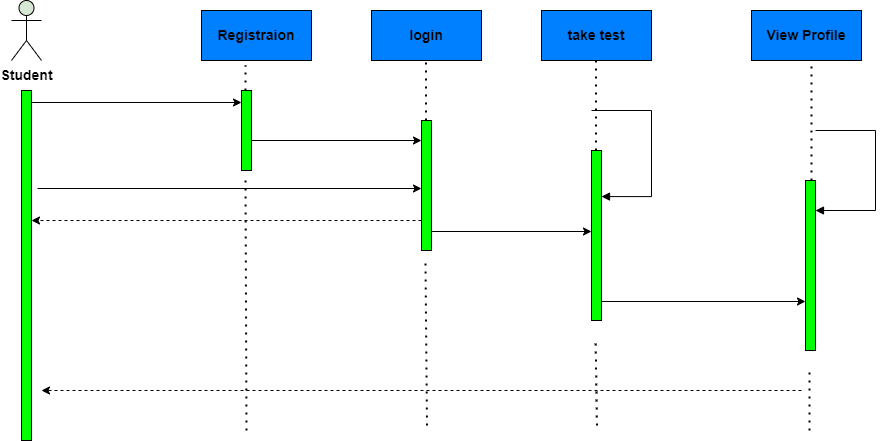 Registraion
login
take test
View Profile
Student